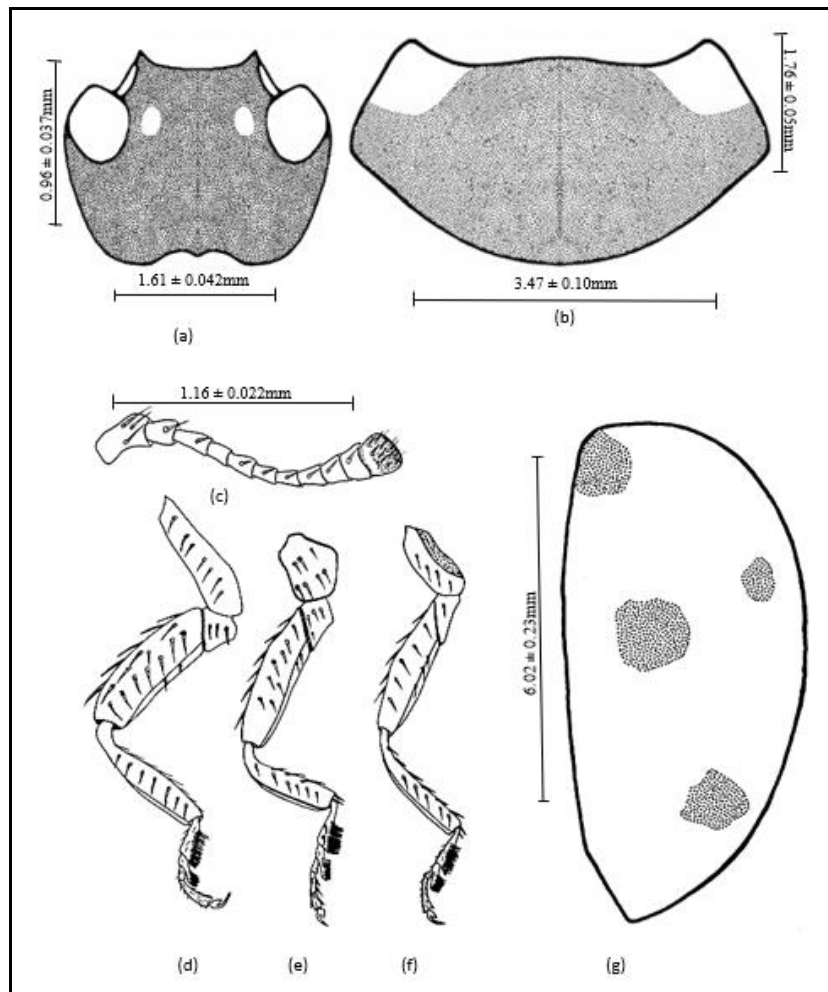 0.96 ± 0.037mm
1.76 ± 0.05mm
1.61 ± 0.042mm
3.47 ± 0.10mm
(a)
(b)
1.16 ± 0.022mm
(c)
6.02 ± 0.23mm
(d)
(e)
(f)
(g)